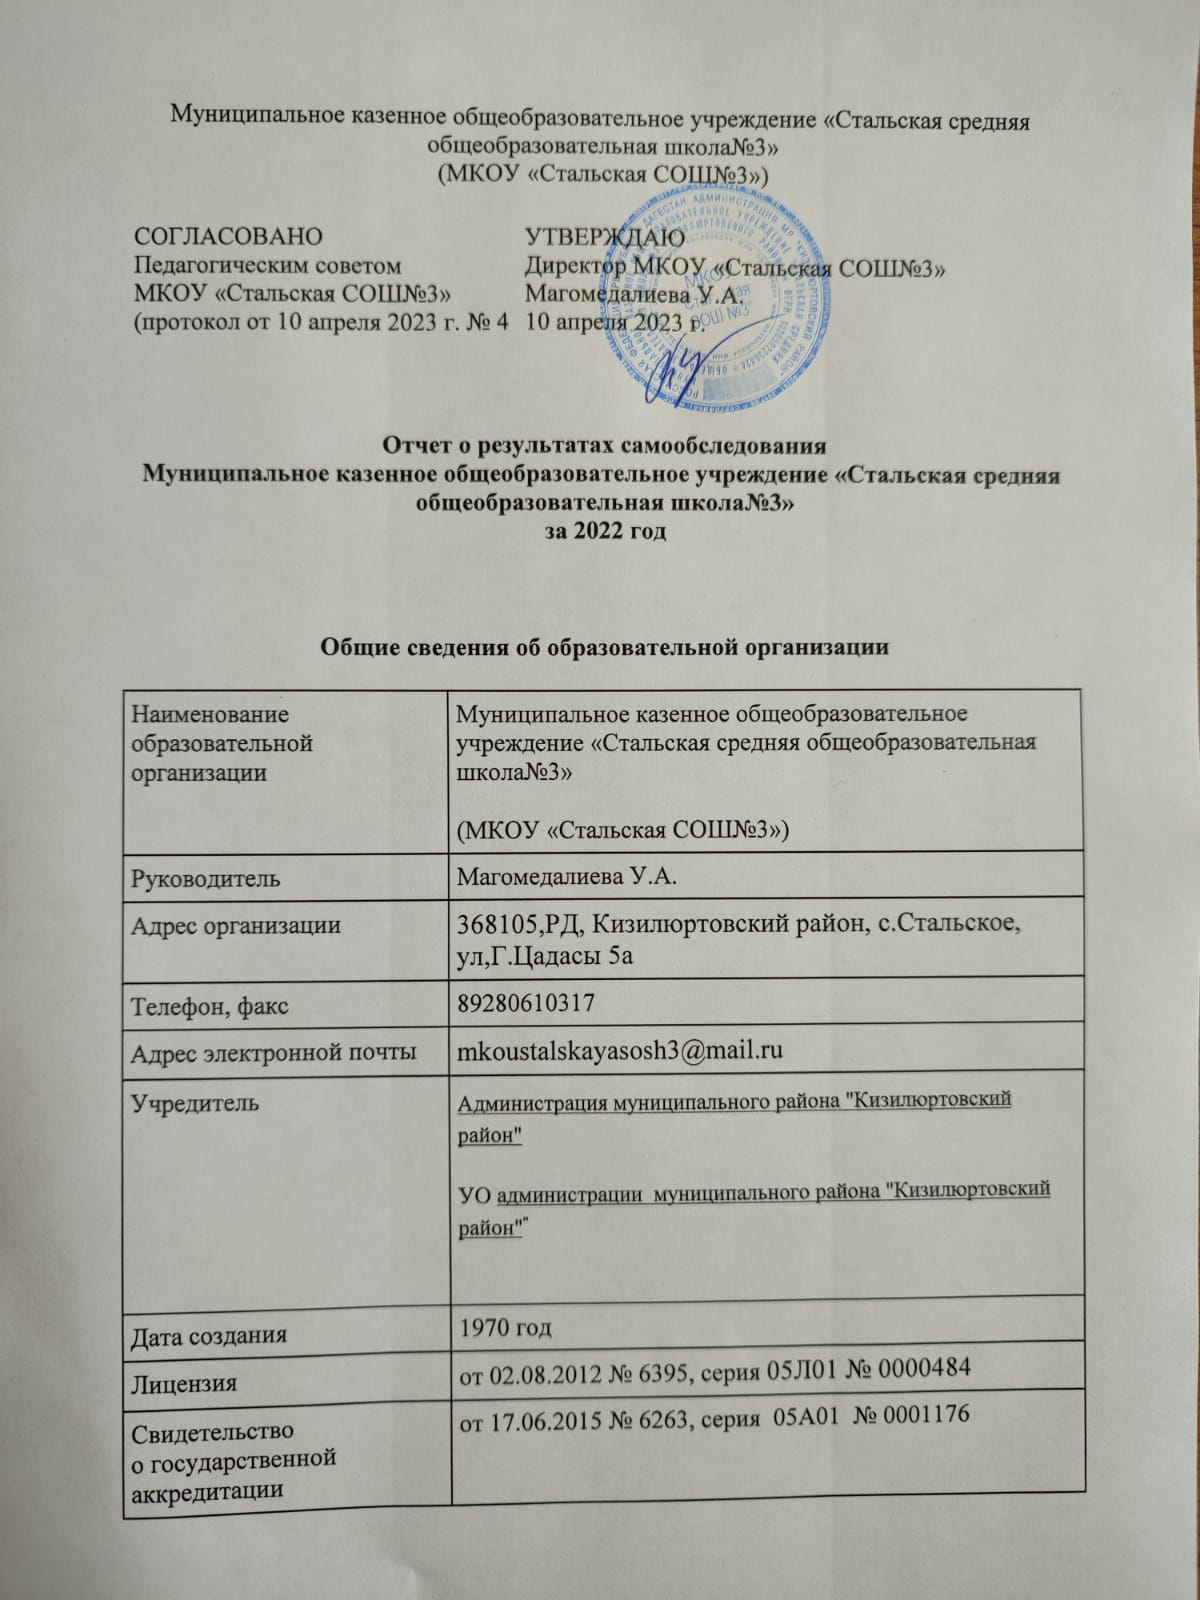 Муниципальное казенное общеобразовательное учреждение «Стальская средняя
общеобразовательная школа№3»
(МКОУ «Стальская СОШ№3»)
СОГЛАСОВАНО
Педагогическим советом
МКОУ «Стальская СОШ№3»
(протокол от 10 апреля 2023 г. № 4
УТВЕРЖДАЮ
Директор МКОУ «Стальская СОШ№3»
Магомедалиева У.А.
10 апреля 2023 г.
МКОУ
СОШ №3
Отчет о результатах самообследования
Муниципальное казенное общеобразовательное учреждение «Стальская средняя
общеобразовательная школа№3»
за 2022 год
Общие сведения об образовательной организации
Наименование
образовательной
организации
Муниципальное казенное общеобразовательное
учреждение «Стальская средняя общеобразовательная
школа№3»
(МКОУ «Стальская СОШ№3»)
Руководитель
Магомедалиева У.А.
Адрес организации
368105,РД, Кизилюртовский район, с.Стальское,
ул,Г.Цадасы 5а
Телефон, факс
89280610317
Адрес электронной почты
mkoustalskayasosh3@mail.ru
Учредитель
Администрация муниципального района "Кизилюртовский
район"
УО администрации  муниципального района "Кизилюртовский
район""
Дата создания
1970 год
Лицензия
от 02.08.2012 № 6395, серия 05Л01 № 0000484
Свидетельство
о государственной
аккредитации
от 17.06.2015 № 6263, серия  05А01  № 0001176